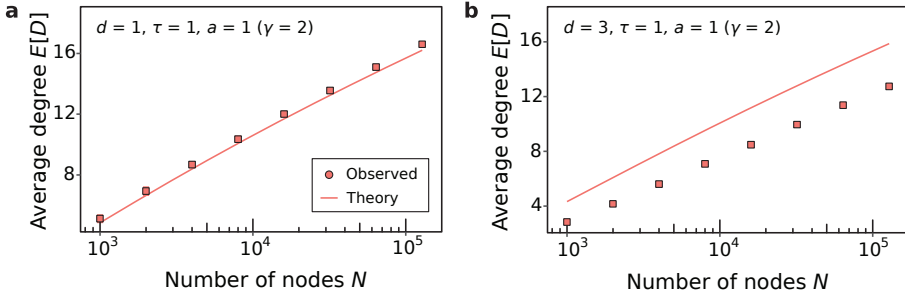 a
d = 1, τ = 1, a = 1 (γ = 2)
Average degree E[D]
16
12
8
Observed
Theory
10³
10⁴
10⁵
Number of nodes N
b
d = 3, τ = 1, a = 1 (γ = 2)
Average degree E[D]
16
12
8
4
10³
10⁴
10⁵
Number of nodes N